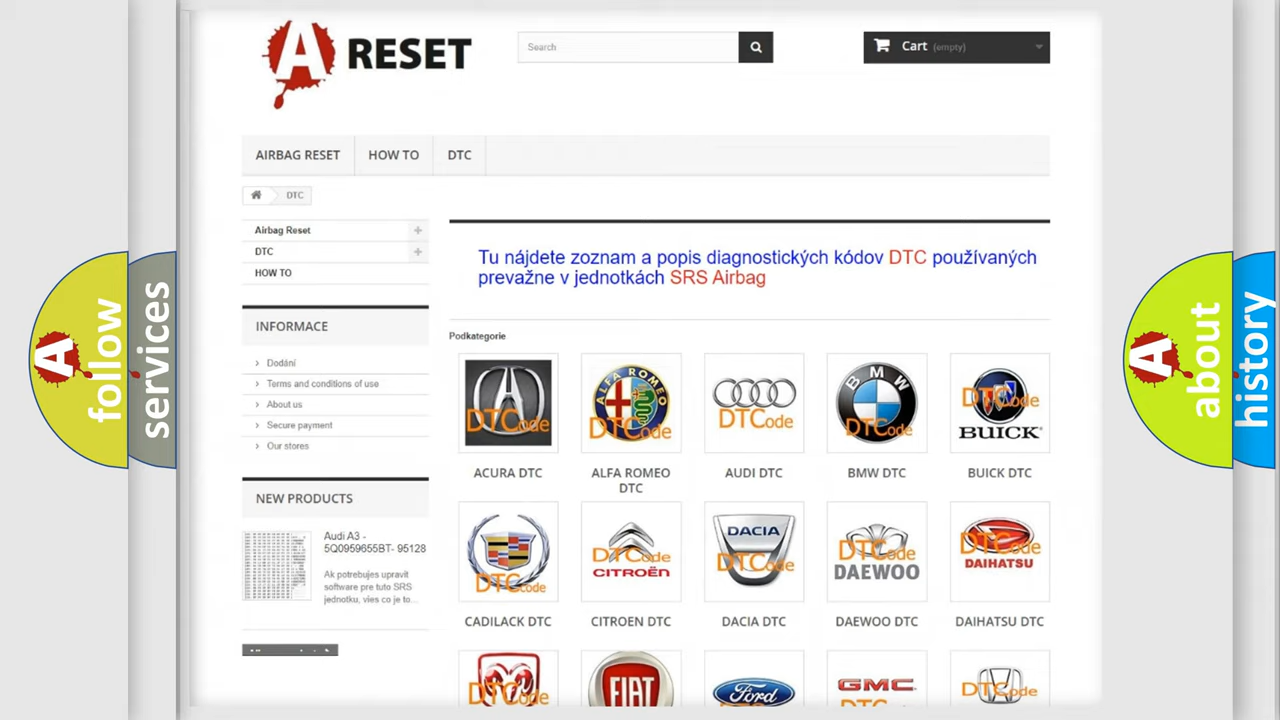 A RESET
Search
Cart (empty)
AIRBAG RESET
HOW TO
DTC
DTC
Airbag Reset
DTC
HOW TO
Tu nájdete zoznam a popis diagnostických kódov DTC používaných
prevažne v jednotkách SRS Airbag
INFORMACE
Dodání
Terms and conditions of use
About us
Secure payment
Our stores
NEW PRODUCTS
Audi A3 -
5Q0959655BT- 95128
Ak potrebujes upravit
software pre tuto SRS
jednotku, vies co je to...
Podkategorie
DTCode
ALFA ROMEO
DTCode
DTCode
BMW
DTCode
DTCode
BUICK
ACURA DTC
ALFA ROMEO
DTC
AUDI DTC
BMW DTC
BUICK DTC
DTCode
DTCode
CITROËN
DACIA
DTCode
DTCode
DAEWOO
DTCode
DAIHATSU
CADILACK DTC
CITROEN DTC
DACIA DTC
DAEWOO DTC
DAIHATSU DTC
DTCode
FIAT
Ford
GMC
DTCode
A follow
services
A about
history